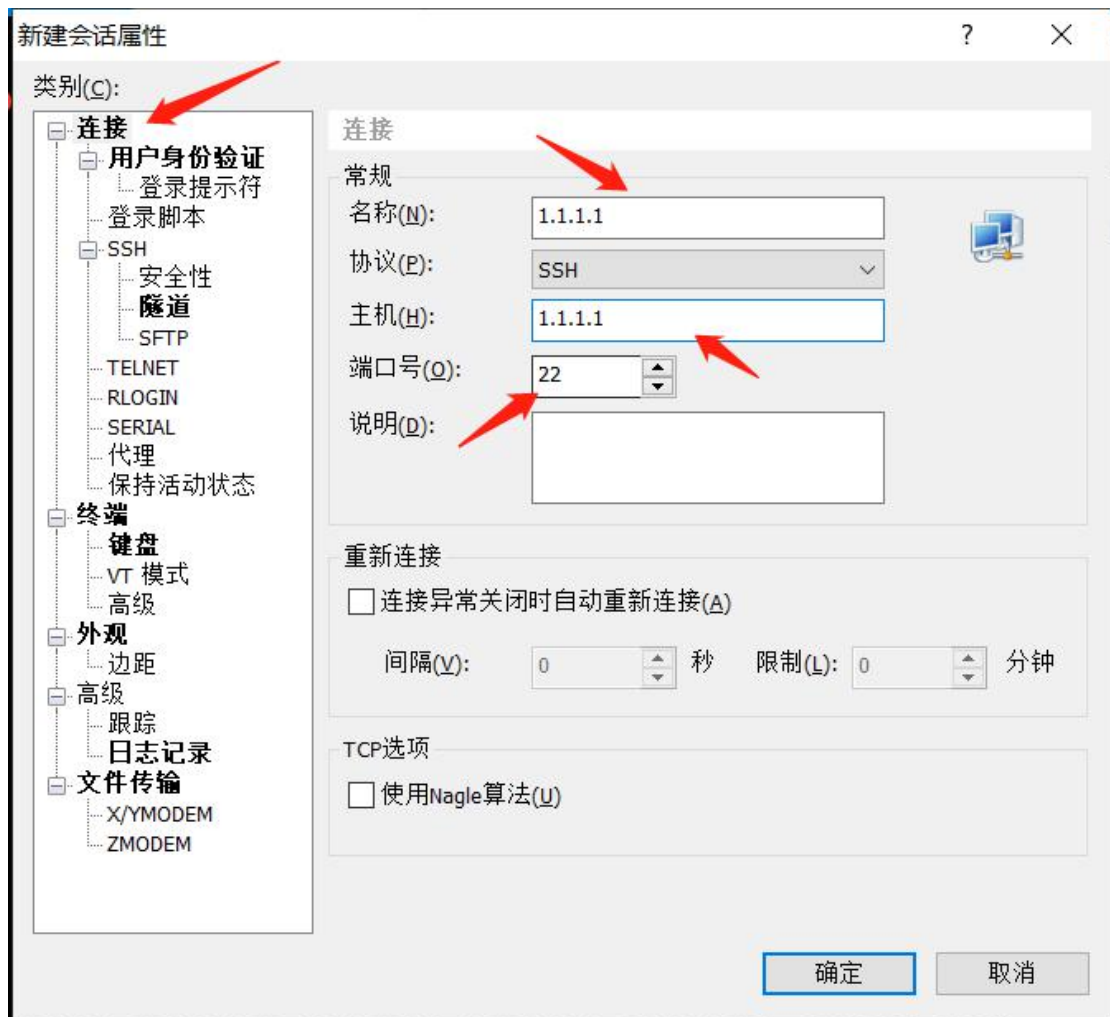 新建会话属性
类别(C):
连接
用户身份验证
登录提示符
登录脚本
SSH
安全性
隧道
SFTP
TELNET
RLOGIN
SERIAL
代理
保持活动状态
终端
键盘
VT 模式
高级
外观
边距
高级
跟踪
日志记录
文件传输
X/YMODEM
ZMODEM
连接
常规
名称(N): 1.1.1.1
协议(P): SSH
主机(H): 1.1.1.1
端口号(O): 22
说明(D):
重新连接
连接异常关闭时自动重新连接(A)
间隔(V): 0 秒 限制(L): 0 分钟
TCP选项
使用Nagle算法(U)
确定 取消